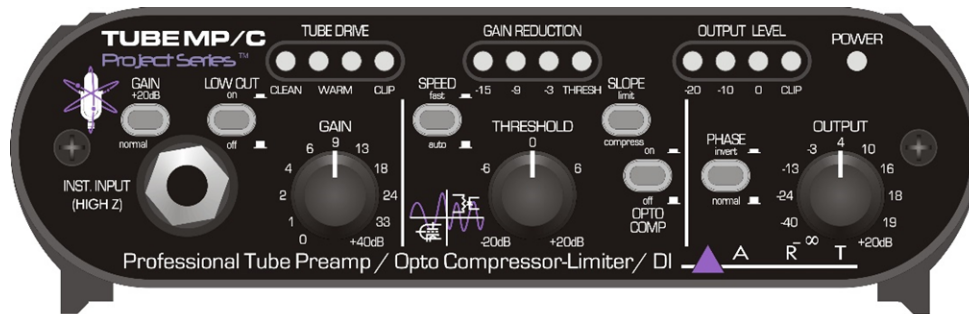 TUBE MP/C
Project Series™
TUBE DRIVE
CLEAN WARM CLIP
GAIN REDUCTION
-15 -9 -3 THRESH
OUTPUT LEVEL
-20 -10 0 CLIP
POWER
GAIN
+20dB
normal
LOW CUT
on
off
INST. INPUT
(HIGH Z)
GAIN
0 1 2 4 6 9 13 18 24 33 +40dB
SPEED
fast
auto
THRESHOLD
-20dB -6 0 6 +20dB
SLOPE
limit
compress
on
off
OPTO
COMP
PHASE
invert
normal
OUTPUT
-∞ -40 -24 -13 -3 4 10 16 18 19 +20dB
Professional Tube Preamp / Opto Compressor-Limiter / DI
A R T